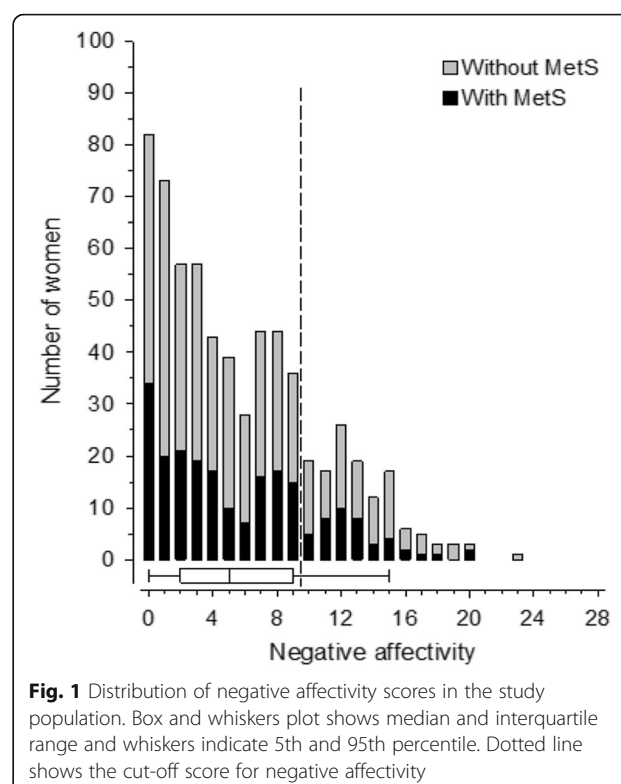 100
90
80
70
60
50
40
30
20
10
0
Number of women
Without MetS
With MetS
0 4 8 12 16 20 24 28
Negative affectivity
Fig. 1 Distribution of negative affectivity scores in the study
population. Box and whiskers plot shows median and interquartile
range and whiskers indicate 5th and 95th percentile. Dotted line
shows the cut-off score for negative affectivity